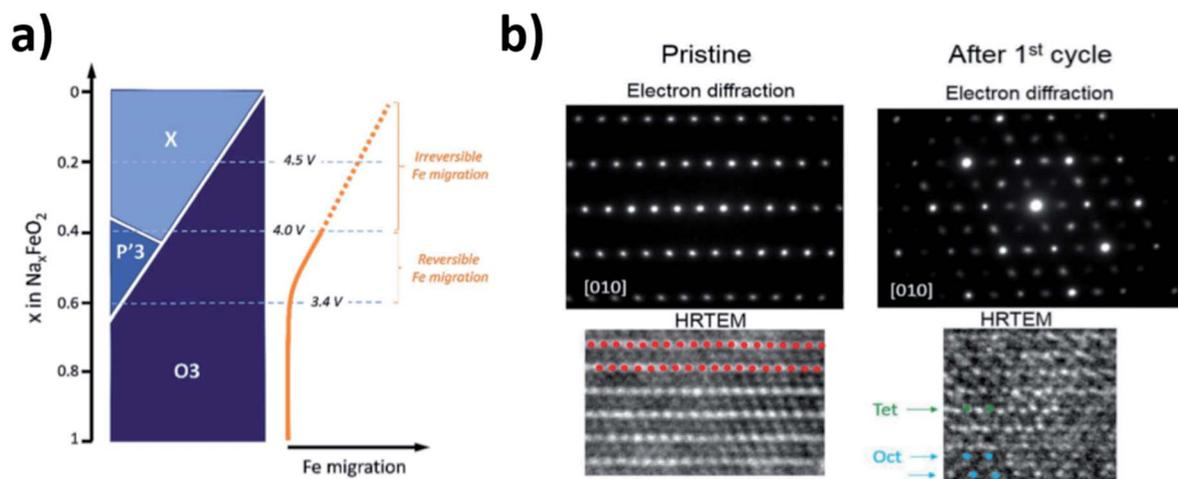 a)
x in NaxFeO2
0
0.2
0.4
0.6
0.8
1
X
P'3
O3
4.5 V
4.0 V
3.4 V
Irreversible
Fe migration
Reversible
Fe migration
Fe migration
b)
Pristine
Electron diffraction
[010]
HRTEM
After 1st cycle
Electron diffraction
[010]
HRTEM
Tet
Oct